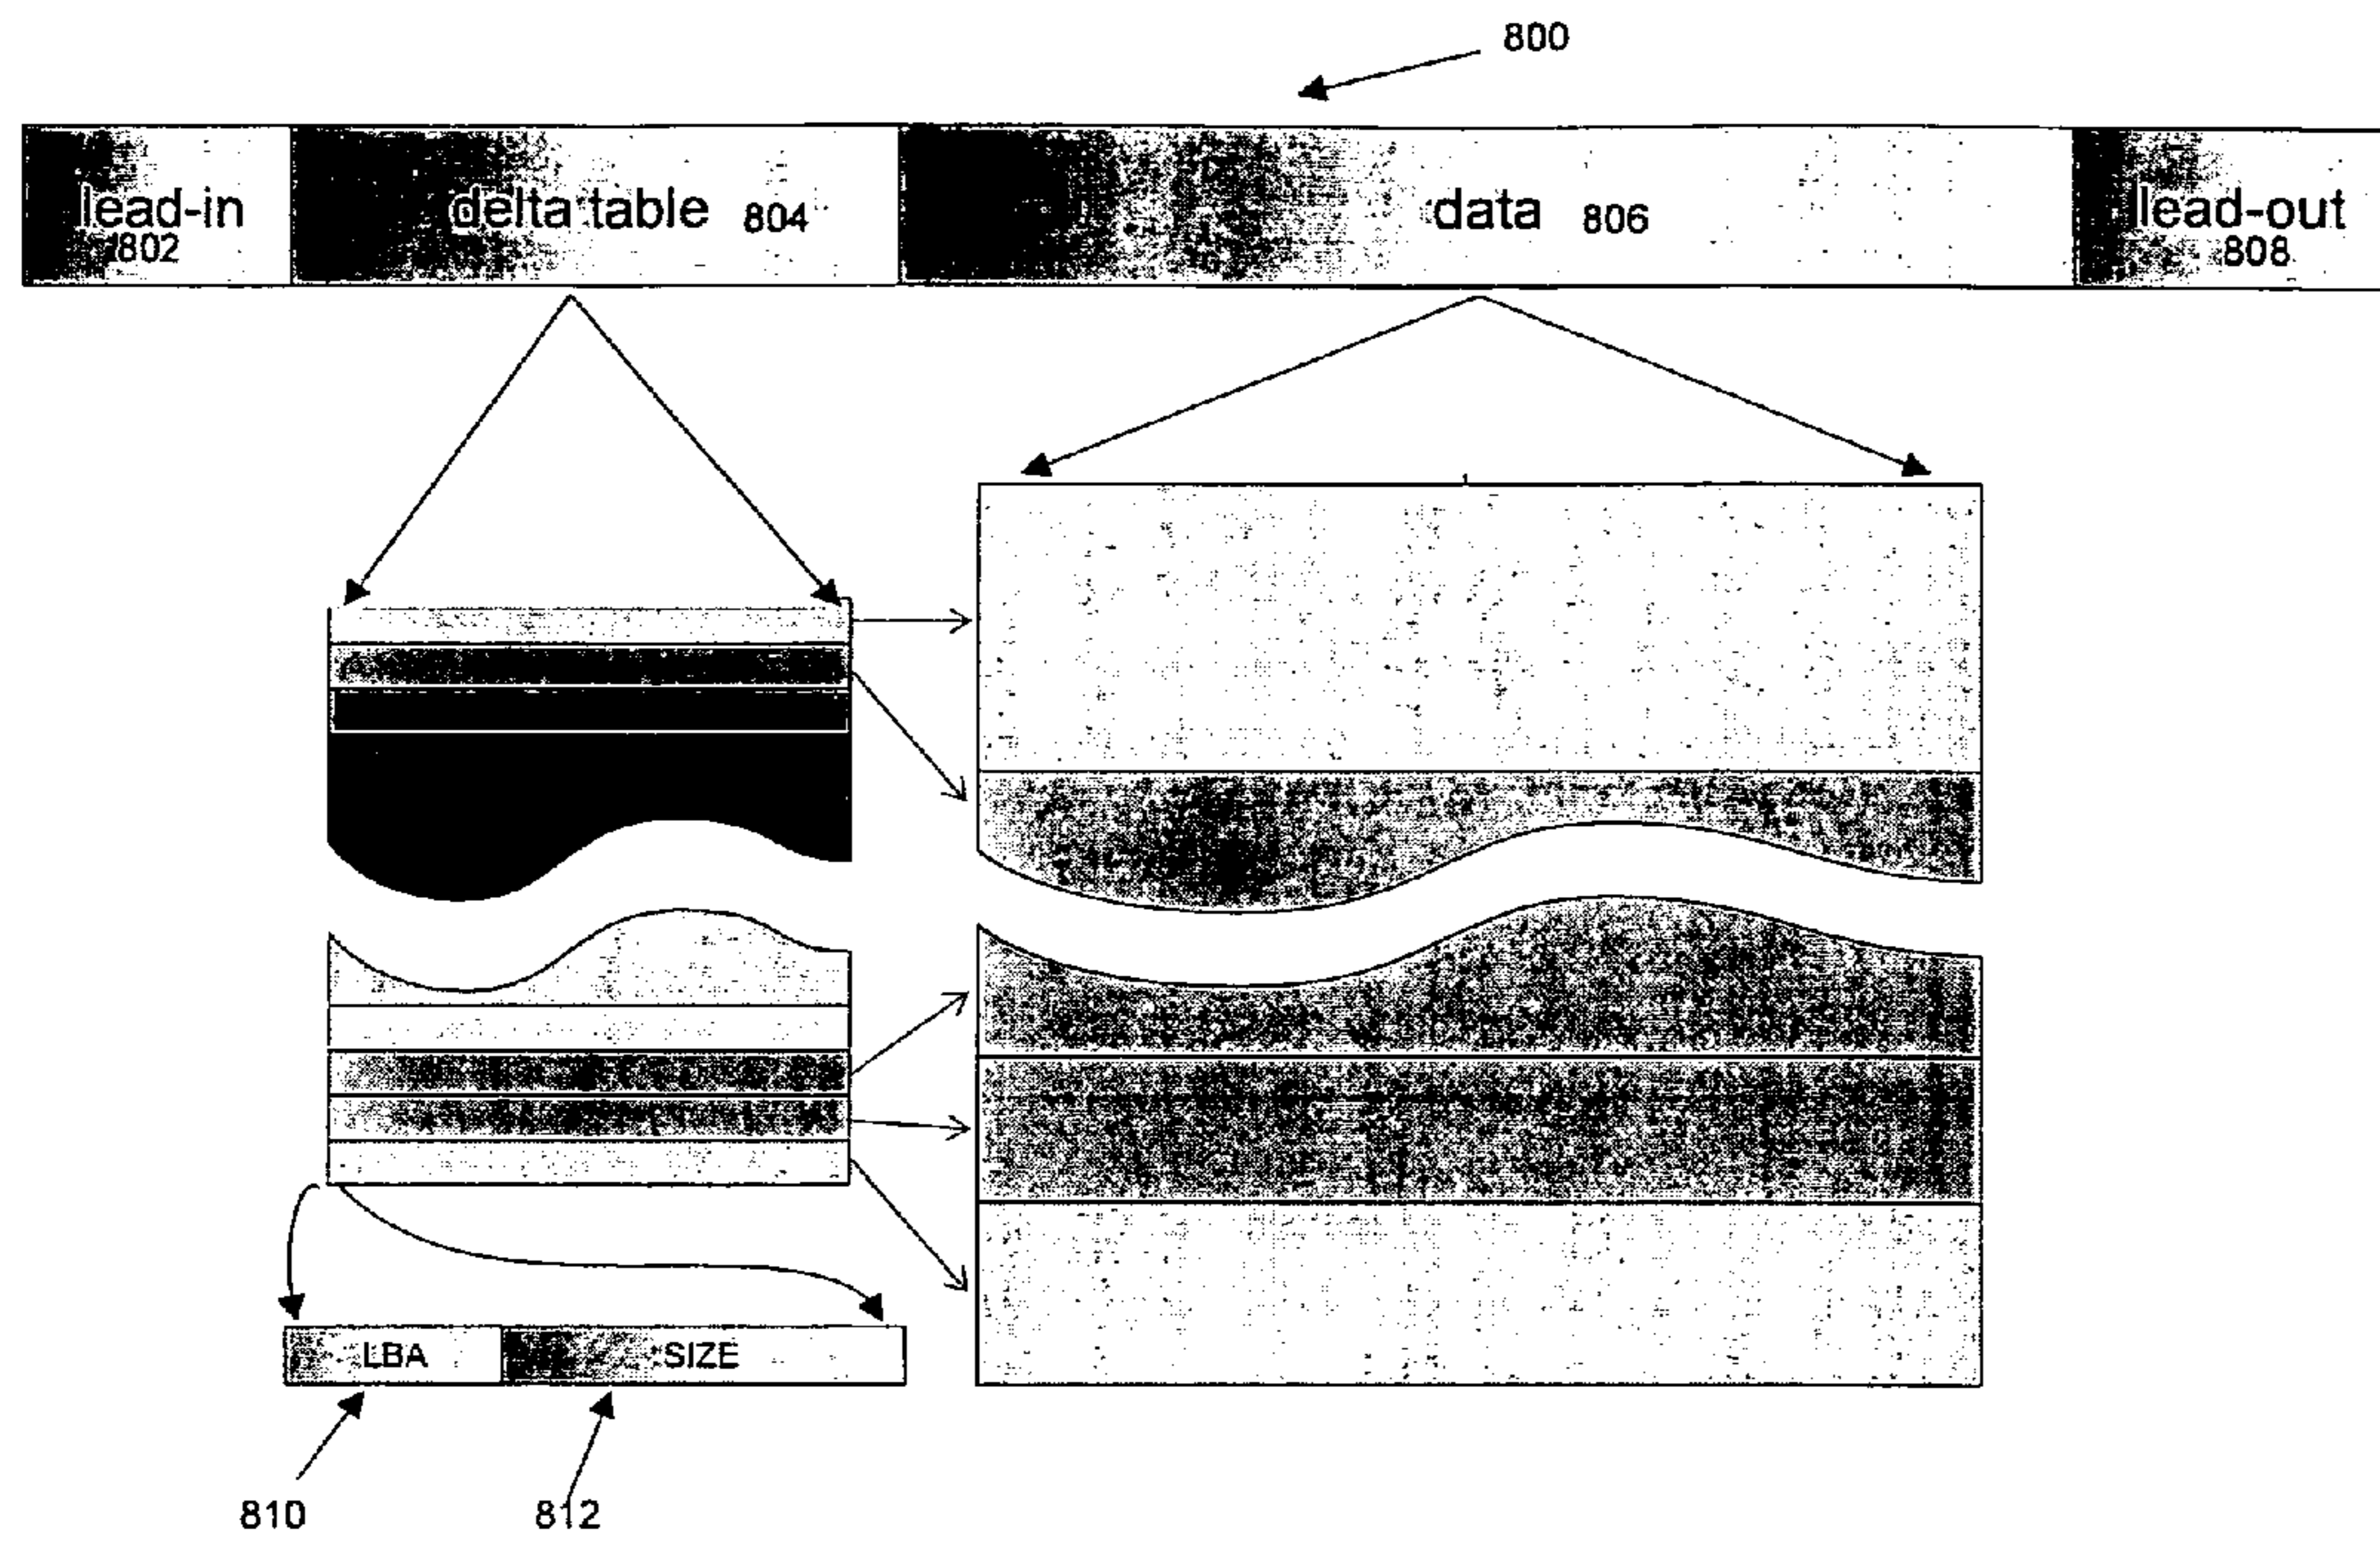 800
lead-in
802
delta table 804
data 806
lead-out
808
LBA
SIZE
810
812